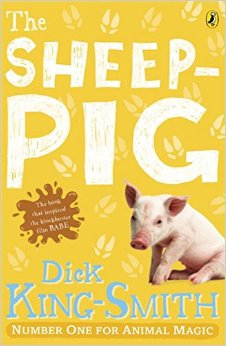 The
SHEEP-
PIG
The book
that inspired
the blockbuster
film BABE
Dick
KING-SMITH
NUMBER ONE FOR ANIMAL MAGIC